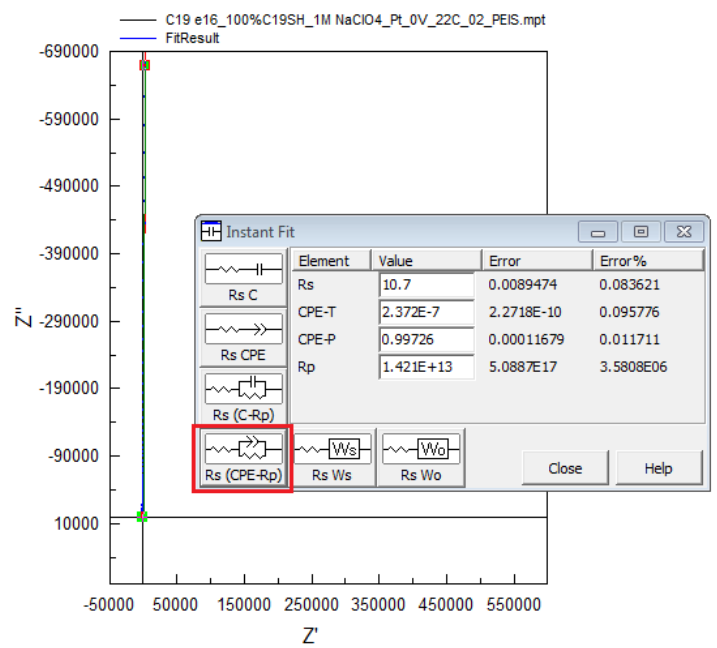 C19 e16_100%C19SH_1M NaClO4_Pt_0V_22C_02_PEIS.mpt
FitResult
-690000
-590000
-490000
-390000
-290000
-190000
-90000
10000
Z''
-50000 50000 150000 250000 350000 450000 550000
Z'
Instant Fit
Element Value Error Error%
Rs 10.7 0.0089474 0.083621
CPE-T 2.372E-7 2.2718E-10 0.095776
CPE-P 0.99726 0.00011679 0.011711
Rp 1.421E+13 5.0887E17 3.5808E06
Rs C
Rs CPE
Rs (C-Rp)
Rs (CPE-Rp)
Ws
Rs Ws
Wo
Rs Wo
Close
Help